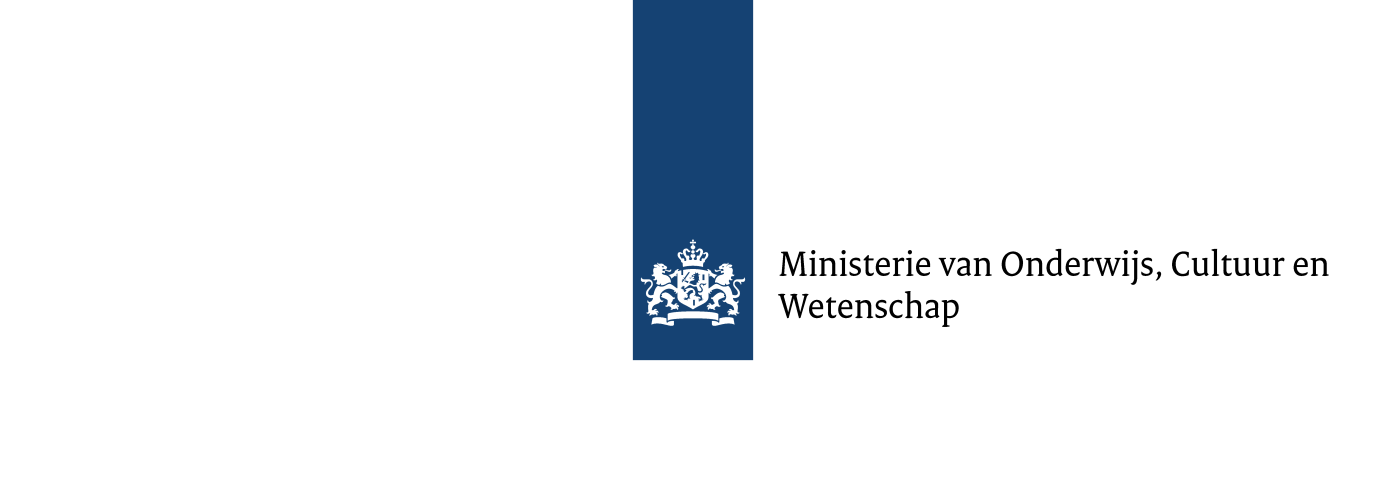 Ministerie van Onderwijs, Cultuur en
Wetenschap